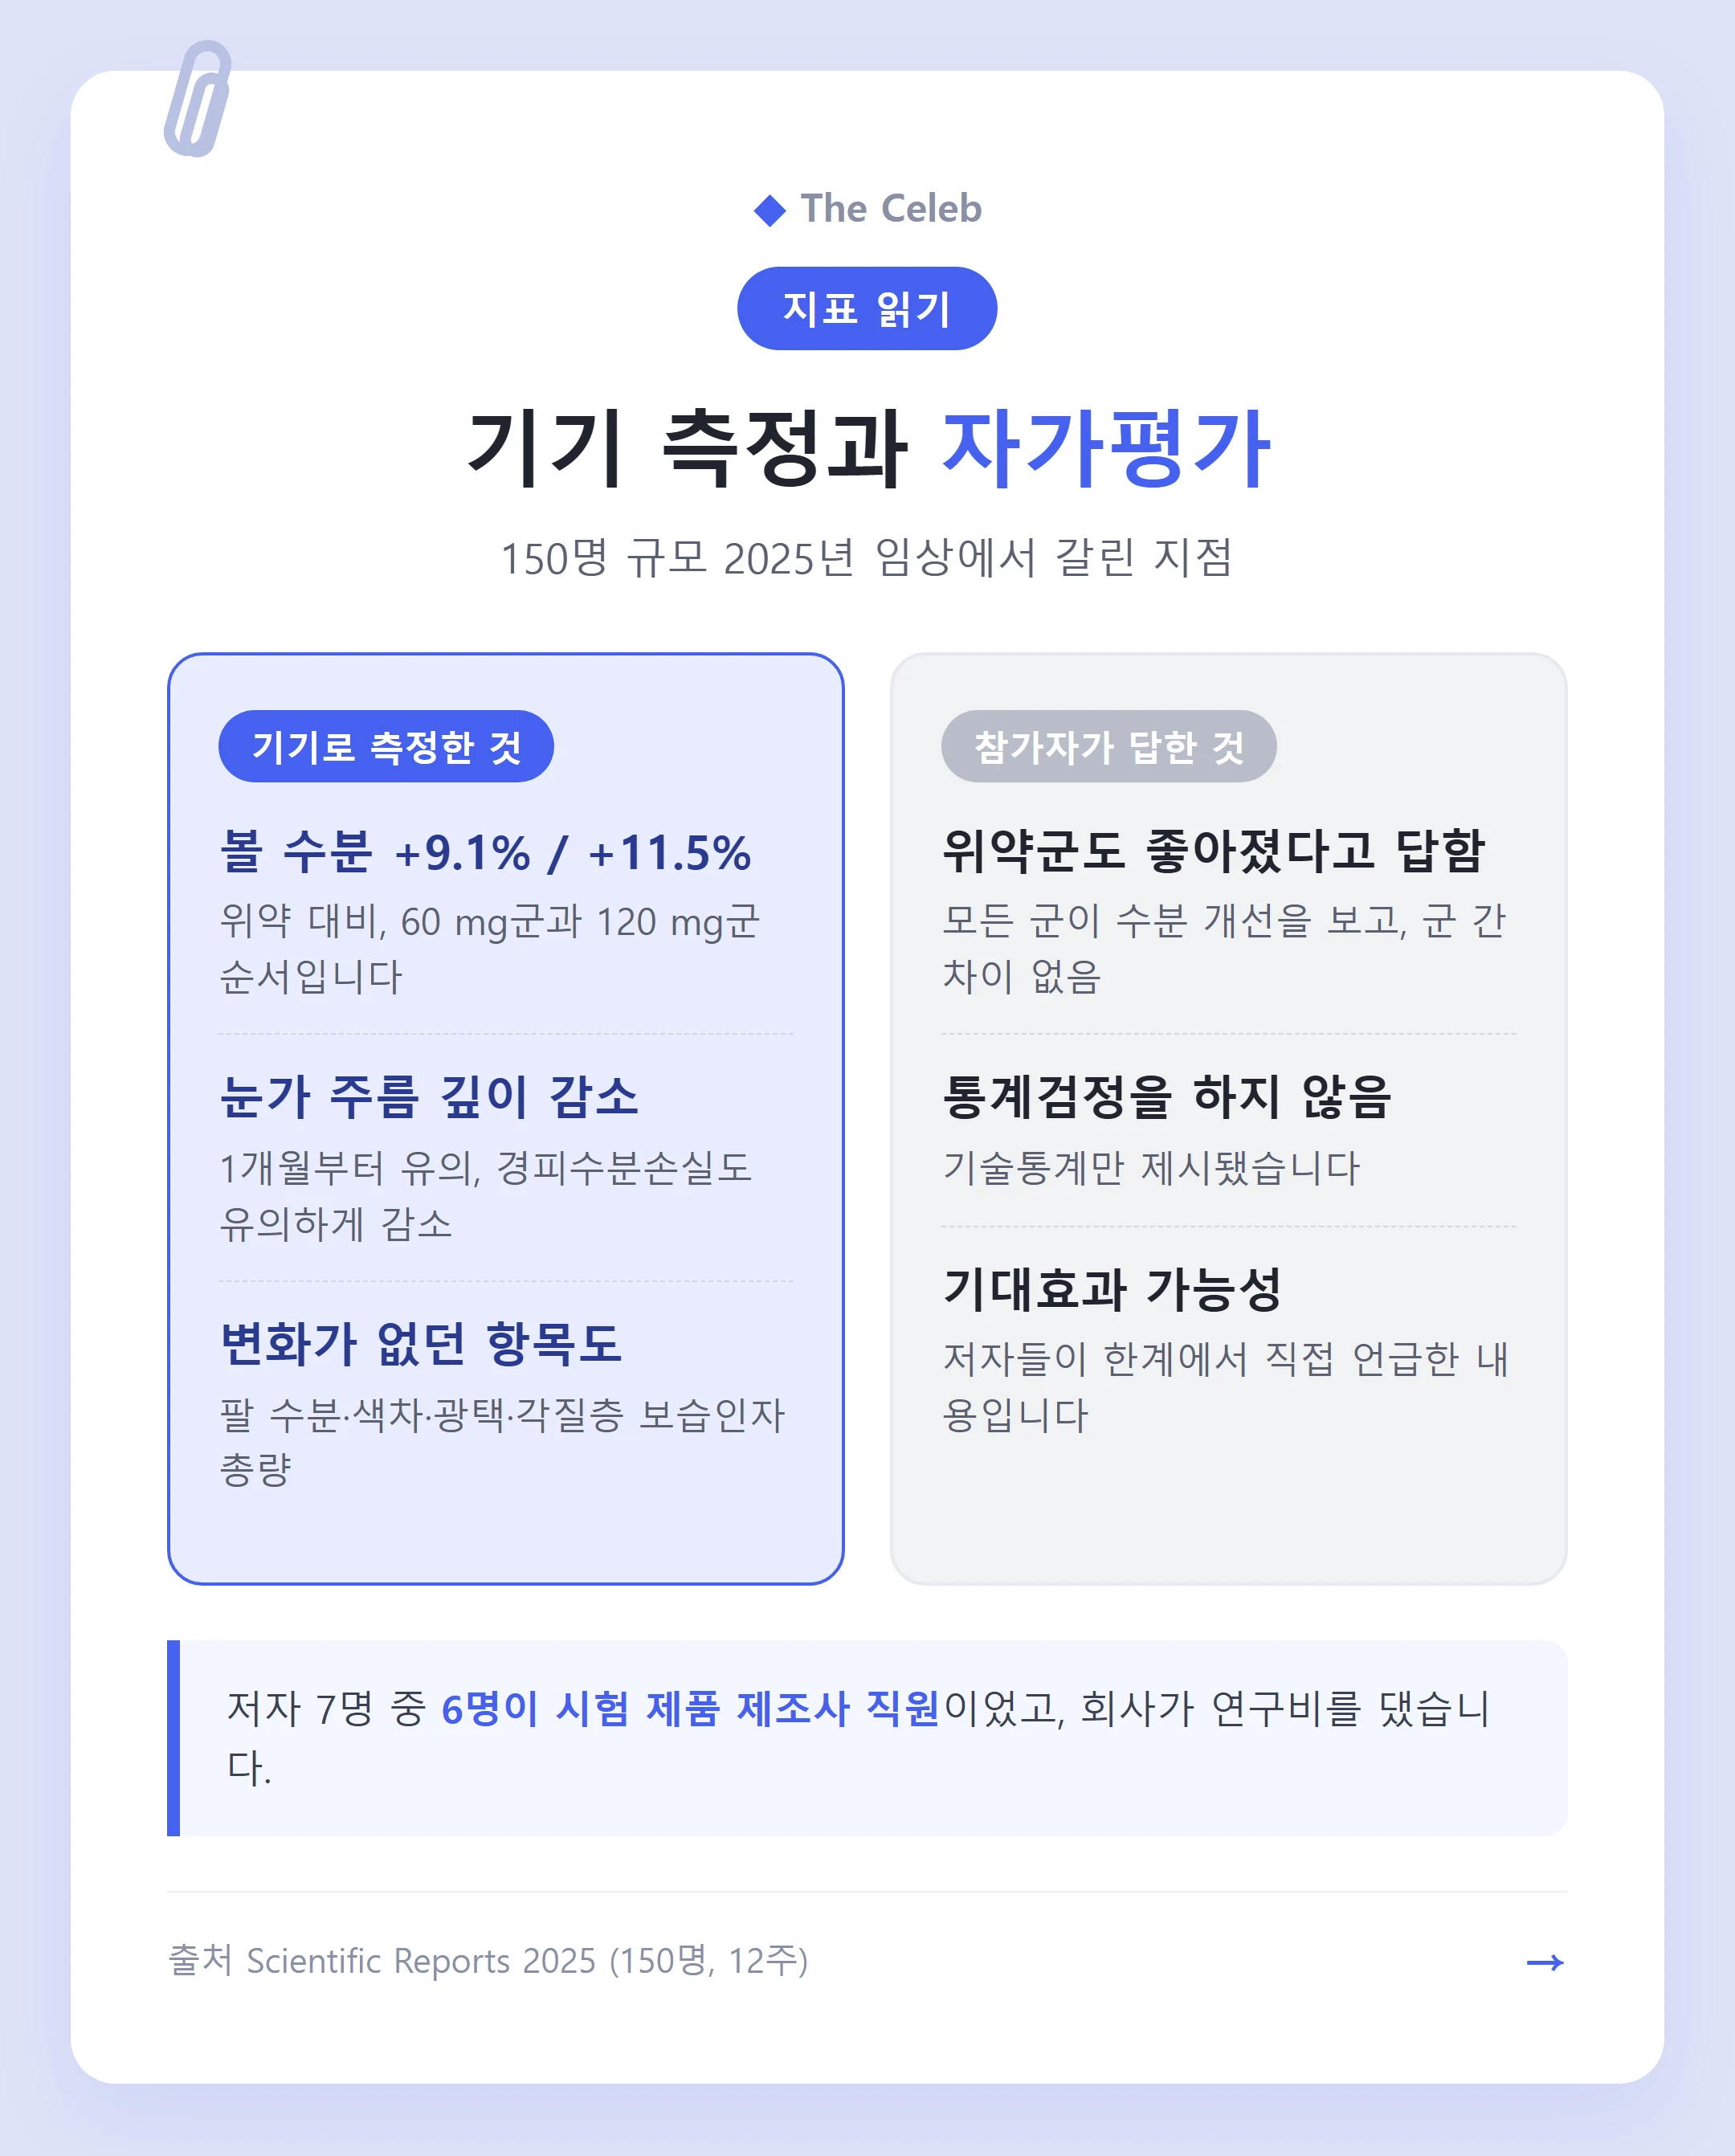 The Celeb
지표 읽기
기기 측정과 자가평가
150명 규모 2025년 임상에서 갈린 지점
기기로 측정한 것
볼 수분 +9.1% / +11.5%
위약 대비, 60 mg군과 120 mg군
순서입니다
눈가 주름 깊이 감소
1개월부터 유의, 경피수분손실도
유의하게 감소
변화가 없던 항목도
팔 수분·색차·광택·각질층 보습인자
총량
참가자가 답한 것
위약군도 좋아졌다고 답함
모든 군이 수분 개선을 보고, 군 간
차이 없음
통계검정을 하지 않음
기술통계만 제시됐습니다
기대효과 가능성
저자들이 한계에서 직접 언급한 내
용입니다
저자 7명 중 6명이 시험 제품 제조사 직원이었고, 회사가 연구비를 댔습니
다.
출처 Scientific Reports 2025 (150명, 12주)
→